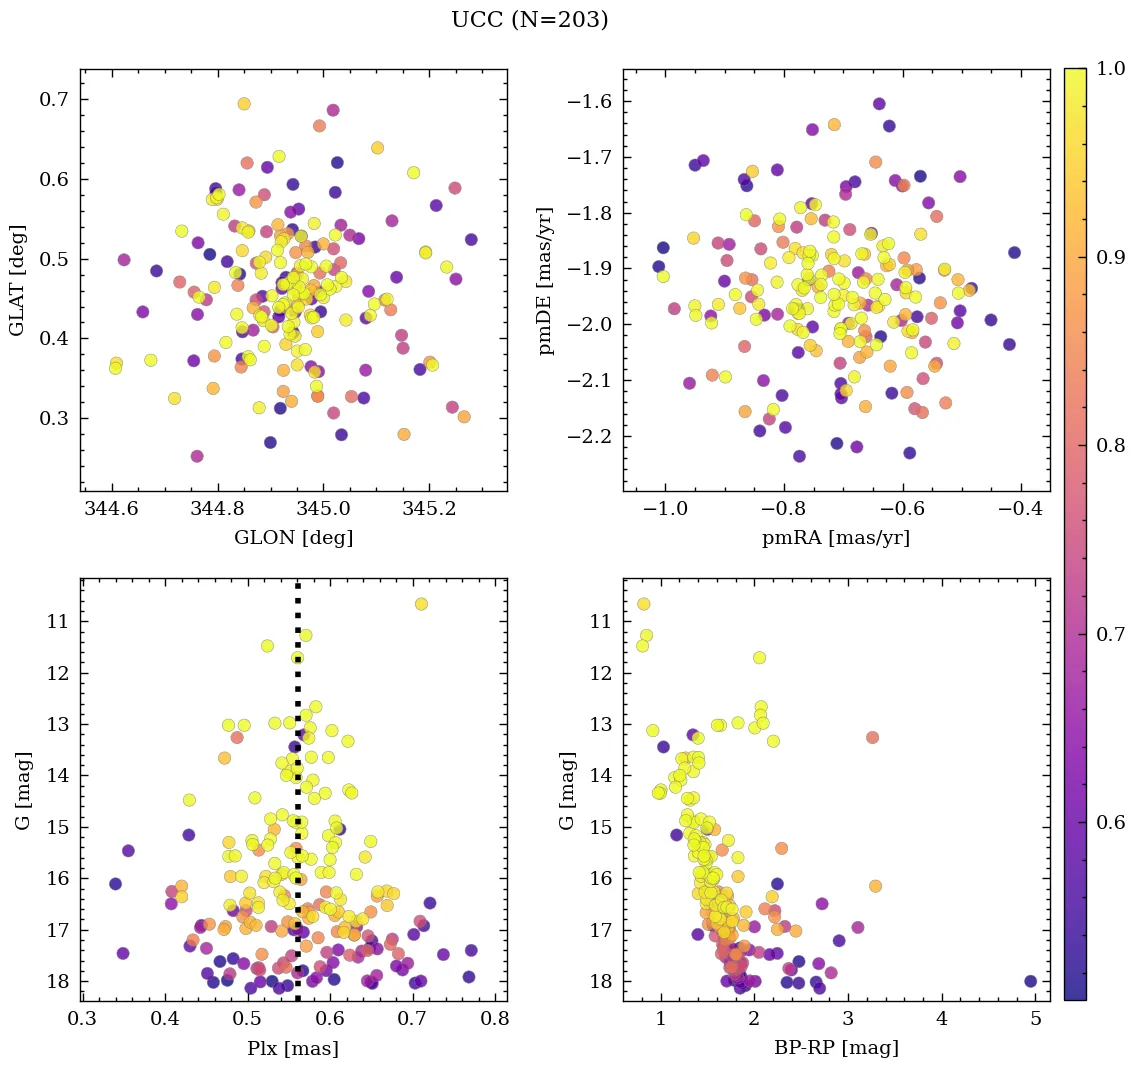 UCC (N=203)
0.7
0.6
0.5
0.4
0.3
GLAT [deg]
344.6 344.8 345.0 345.2
GLON [deg]
−1.6
−1.7
−1.8
−1.9
−2.0
−2.1
−2.2
pmDE [mas/yr]
−1.0 −0.8 −0.6 −0.4
pmRA [mas/yr]
1.0
0.9
0.8
0.7
0.6
11
12
13
14
15
16
17
18
G [mag]
0.3 0.4 0.5 0.6 0.7 0.8
Plx [mas]
11
12
13
14
15
16
17
18
G [mag]
1 2 3 4 5
BP-RP [mag]